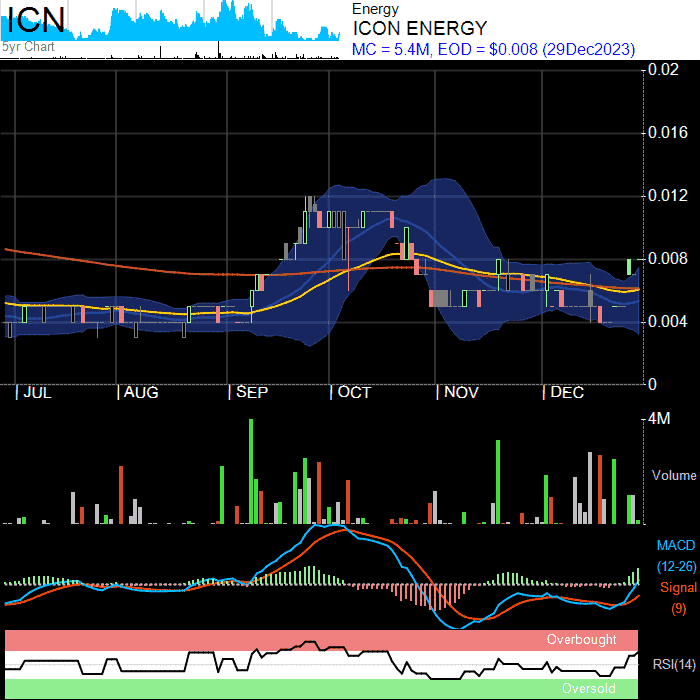 ICN
5yr Chart
Energy
ICON ENERGY
MC = 5.4M, EOD = $0.008 (29Dec2023)
0.02
0.016
0.012
0.008
0.004
0
JUL AUG SEP OCT NOV DEC
4M
Volume
MACD
(12-26)
Signal
(9)
Overbought
RSI(14)
Oversold